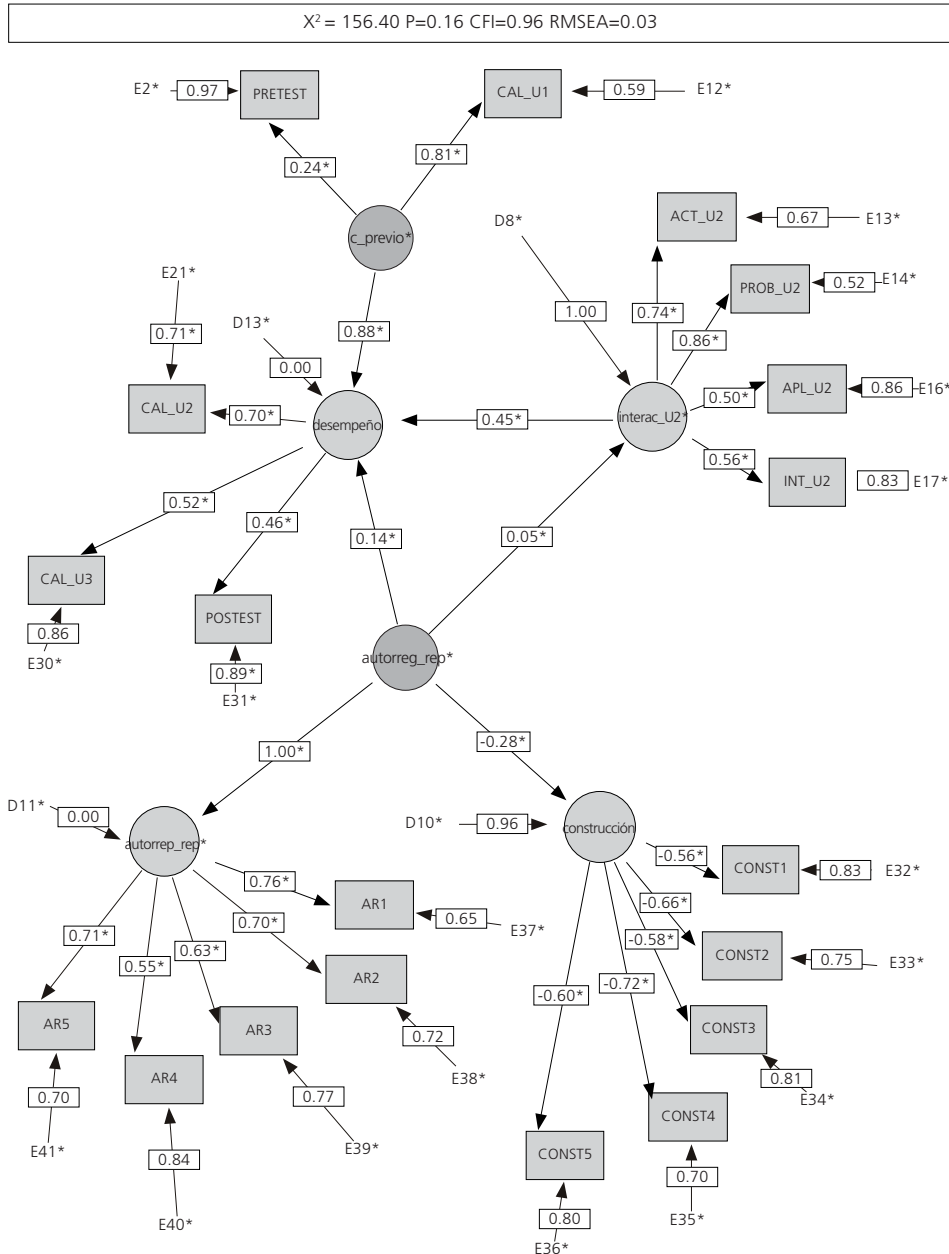 X² = 156.40 P=0.16 CFI=0.96 RMSEA=0.03
E2* 0.97 PRETEST
CAL_U1 0.59 E12*
0.24* 0.81*
c_previo*
ACT_U2 0.67 E13*
D8*
E21*
PROB_U2 0.52 E14*
0.71* D13* 0.88* 1.00 0.74* 0.86*
0.00
CAL_U2 0.70* desempeño 0.45* interac_U2* 0.50* APL_U2 0.86 E16*
0.56* INT_U2 0.83 E17*
0.52* 0.46* 0.14* 0.05*
CAL_U3
0.86
E30*
POSTEST
0.89*
E31*
autorreg_rep*
1.00* -0.28*
D11* 0.00
autorrep_rep*
D10* 0.96 construcción
-0.56* CONST1 0.83 E32*
0.76* AR1 0.65 E37*
0.70* AR2 0.72 E38*
0.63* AR3 0.77 E39*
0.55* AR4 0.84 E40*
0.71* AR5 0.70 E41*
-0.66* CONST2 0.75 E33*
-0.58* CONST3 0.81 E34*
-0.72* CONST4 0.70 E35*
-0.60* CONST5 0.80 E36*